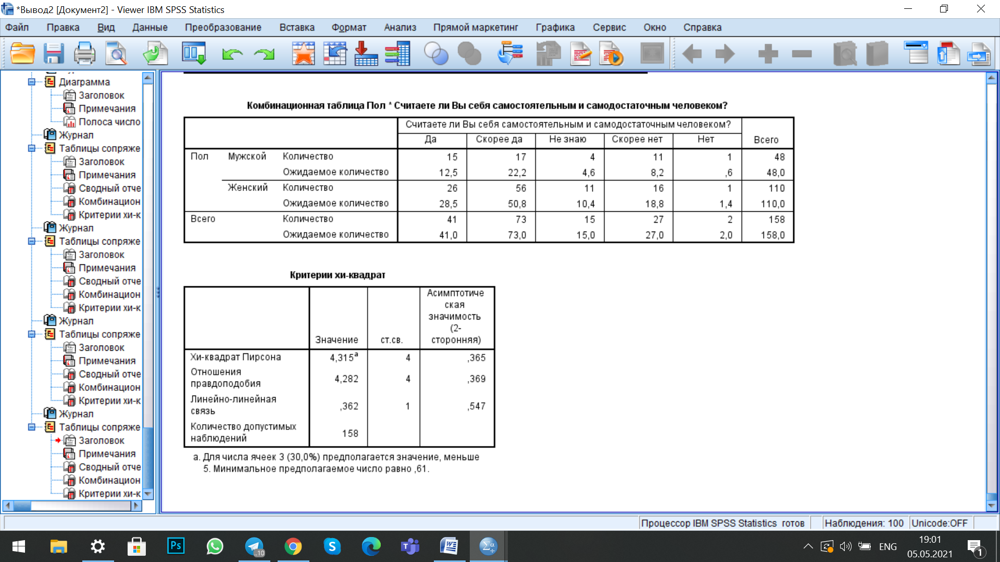 *Вывод2 [Документ2] - Viewer IBM SPSS Statistics
Файл Правка Вид Данные Преобразование Вставка Формат Анализ Прямой маркетинг Графика Сервис Окно Справка
Диаграмма
Заголовок
Примечания
Полоса число
Журнал
Таблицы сопряже
Заголовок
Примечания
Сводный отче
Комбинацион
Критерии хи-к
Журнал
Таблицы сопряже
Заголовок
Примечания
Сводный отче
Комбинацион
Критерии хи-к
Журнал
Таблицы сопряже
Заголовок
Примечания
Сводный отче
Комбинацион
Критерии хи-к
Журнал
Таблицы сопряже
Заголовок
Примечания
Сводный отче
Комбинацион
Критерии хи-к
Комбинационная таблица Пол * Считаете ли Вы себя самостоятельным и самодостаточным человеком?
Считаете ли Вы себя самостоятельным и самодостаточным человеком?
Да Скорее да Не знаю Скорее нет Нет Всего
Пол Мужской Количество 15 17 4 11 1 48
Ожидаемое количество 12,5 22,2 4,6 8,2 ,6 48,0
Женский Количество 26 56 11 16 1 110
Ожидаемое количество 28,5 50,8 10,4 18,8 1,4 110,0
Всего Количество 41 73 15 27 2 158
Ожидаемое количество 41,0 73,0 15,0 27,0 2,0 158,0
Критерии хи-квадрат
Асимптотиче
ская
значимость
(2-
Значение ст.св. сторонняя)
Хи-квадрат Пирсона 4,315a 4 ,365
Отношения
правдоподобия 4,282 4 ,369
Линейно-линейная
связь ,362 1 ,547
Количество допустимых
наблюдений 158
a. Для числа ячеек 3 (30,0%) предполагается значение, меньше
5. Минимальное предполагаемое число равно ,61.
Процессор IBM SPSS Statistics готов Наблюдения: 100 Unicode:OFF
Ps ..10 ENG 19:01
05.05.2021 1